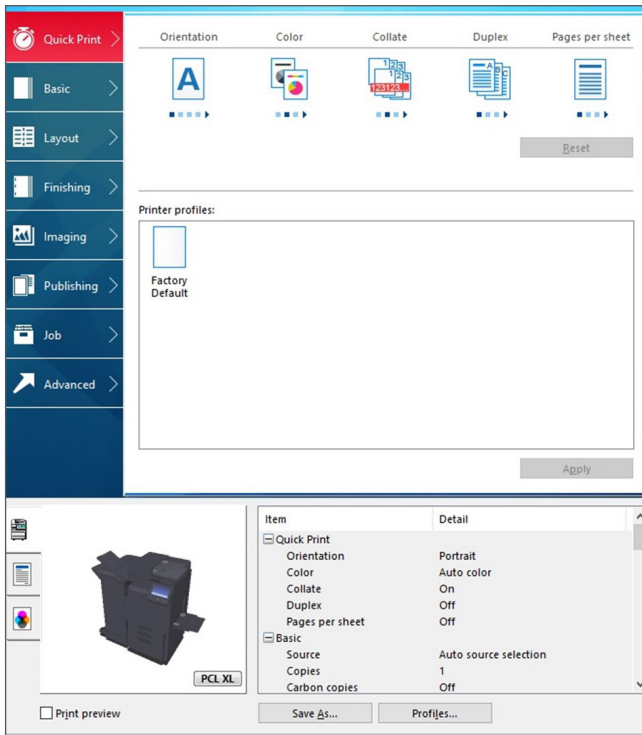 Quick Print
Basic
Layout
Finishing
Imaging
Publishing
Job
Advanced
Orientation Color Collate Duplex Pages per sheet
Reset
Printer profiles:
Factory
Default
Apply
Item Detail
Quick Print
Orientation Portrait
Color Auto color
Collate On
Duplex Off
Pages per sheet Off
Basic
Source Auto source selection
Copies 1
Carbon copies Off
PCL XL
Print preview
Save As...
Profiles...